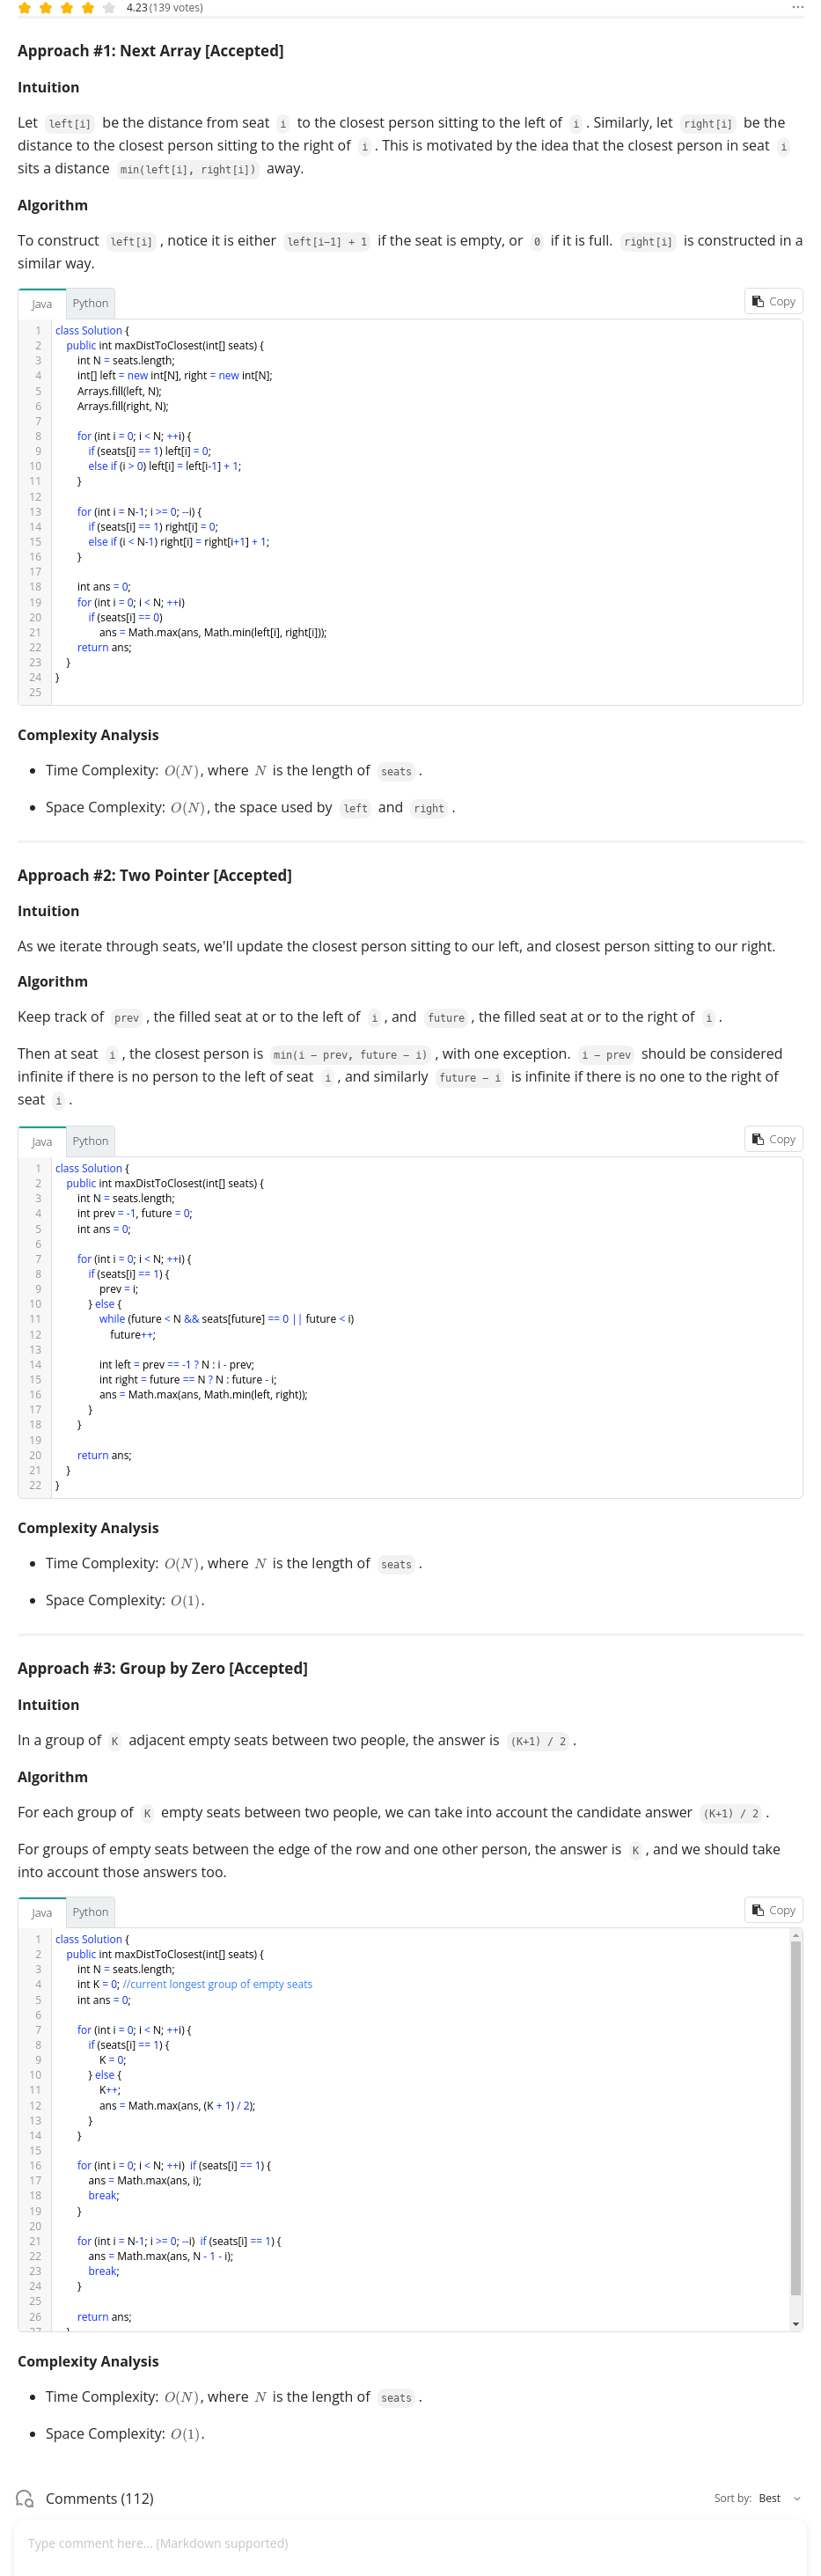 4.23 (139 votes)
Approach #1: Next Array [Accepted]
Intuition
Let left[i] be the distance from seat i to the closest person sitting to the left of i . Similarly, let right[i] be the
distance to the closest person sitting to the right of i . This is motivated by the idea that the closest person in seat i
sits a distance min(left[i], right[i]) away.
Algorithm
To construct left[i] , notice it is either left[i-1] + 1 if the seat is empty, or 0 if it is full. right[i] is constructed in a
similar way.
Java Python Copy
1 class Solution {
2     public int maxDistToClosest(int[] seats) {
3         int N = seats.length;
4         int[] left = new int[N], right = new int[N];
5         Arrays.fill(left, N);
6         Arrays.fill(right, N);
7
8         for (int i = 0; i < N; ++i) {
9             if (seats[i] == 1) left[i] = 0;
10             else if (i > 0) left[i] = left[i-1] + 1;
11         }
12
13         for (int i = N-1; i >= 0; --i) {
14             if (seats[i] == 1) right[i] = 0;
15             else if (i < N-1) right[i] = right[i+1] + 1;
16         }
17
18         int ans = 0;
19         for (int i = 0; i < N; ++i)
20             if (seats[i] == 0)
21                 ans = Math.max(ans, Math.min(left[i], right[i]));
22         return ans;
23     }
24 }
25
Complexity Analysis
• Time Complexity: O(N), where N is the length of seats .
• Space Complexity: O(N), the space used by left and right .
Approach #2: Two Pointer [Accepted]
Intuition
As we iterate through seats, we'll update the closest person sitting to our left, and closest person sitting to our right.
Algorithm
Keep track of prev , the filled seat at or to the left of i , and future , the filled seat at or to the right of i .
Then at seat i , the closest person is min(i - prev, future - i) , with one exception. i - prev should be considered
infinite if there is no person to the left of seat i , and similarly future - i is infinite if there is no one to the right of
seat i .
Java Python Copy
1 class Solution {
2     public int maxDistToClosest(int[] seats) {
3         int N = seats.length;
4         int prev = -1, future = 0;
5         int ans = 0;
6
7         for (int i = 0; i < N; ++i) {
8             if (seats[i] == 1) {
9                 prev = i;
10             } else {
11                 while (future < N && seats[future] == 0 || future < i)
12                     future++;
13
14                 int left = prev == -1 ? N : i - prev;
15                 int right = future == N ? N : future - i;
16                 ans = Math.max(ans, Math.min(left, right));
17             }
18         }
19
20         return ans;
21     }
22 }
Complexity Analysis
• Time Complexity: O(N), where N is the length of seats .
• Space Complexity: O(1).
Approach #3: Group by Zero [Accepted]
Intuition
In a group of K adjacent empty seats between two people, the answer is (K+1) / 2 .
Algorithm
For each group of K empty seats between two people, we can take into account the candidate answer (K+1) / 2 .
For groups of empty seats between the edge of the row and one other person, the answer is K , and we should take
into account those answers too.
Java Python Copy
1 class Solution {
2     public int maxDistToClosest(int[] seats) {
3         int N = seats.length;
4         int K = 0; //current longest group of empty seats
5         int ans = 0;
6
7         for (int i = 0; i < N; ++i) {
8             if (seats[i] == 1) {
9                 K = 0;
10             } else {
11                 K++;
12                 ans = Math.max(ans, (K + 1) / 2);
13             }
14         }
15
16         for (int i = 0; i < N; ++i)  if (seats[i] == 1) {
17             ans = Math.max(ans, i);
18             break;
19         }
20
21         for (int i = N-1; i >= 0; --i)  if (seats[i] == 1) {
22             ans = Math.max(ans, N - 1 - i);
23             break;
24         }
25
26         return ans;
27     }
Complexity Analysis
• Time Complexity: O(N), where N is the length of seats .
• Space Complexity: O(1).
Comments (112) Sort by: Best
Type comment here... (Markdown supported)